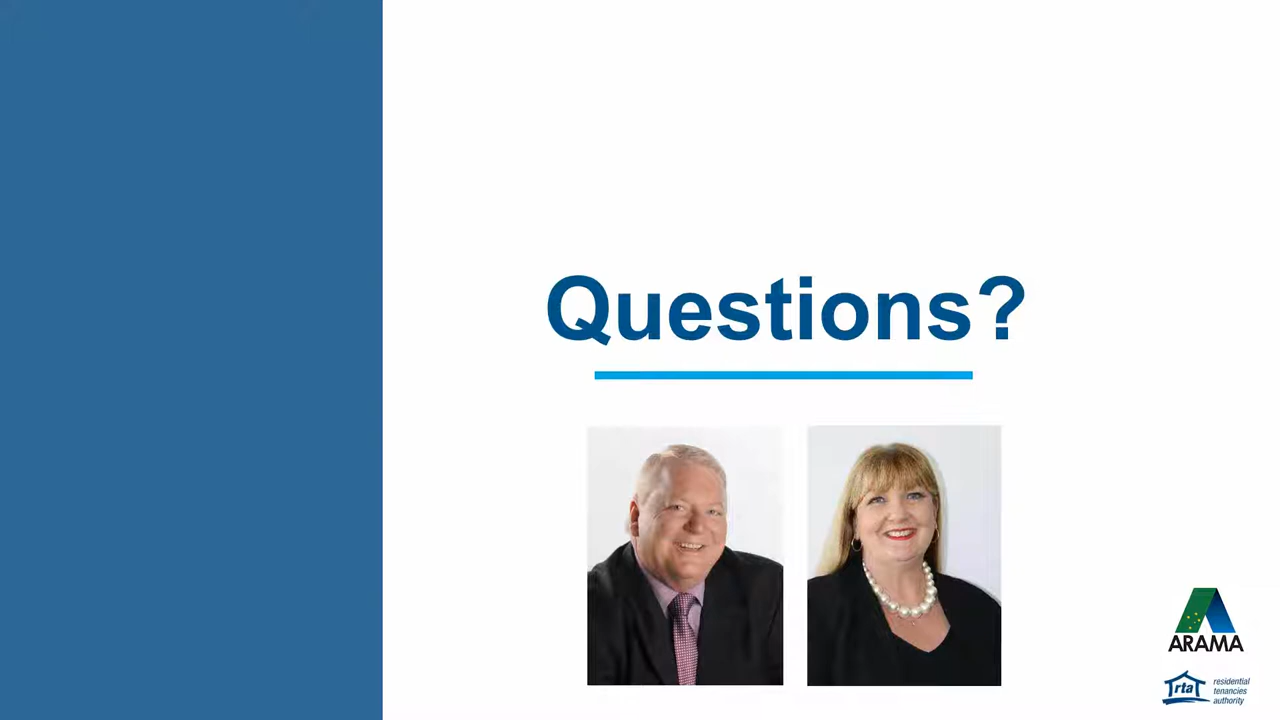 Questions?
ARAMA
rta
residential
tenancies
authority